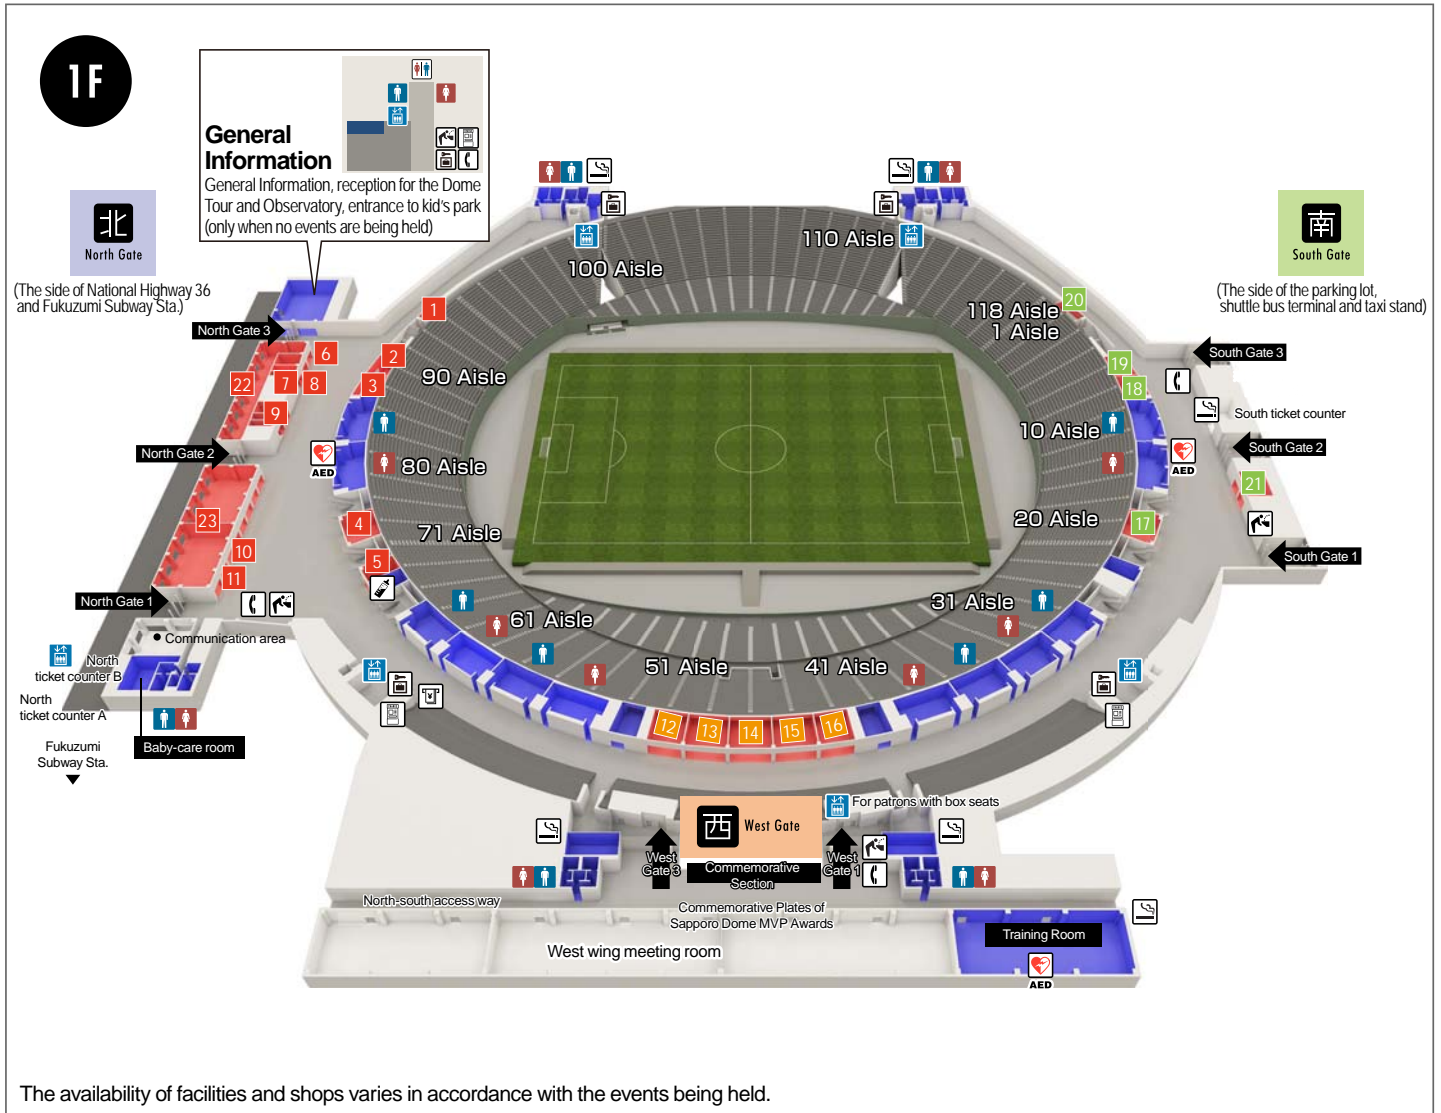 1F
General
Information
General Information, reception for the Dome
Tour and Observatory, entrance to kid's park
(only when no events are being held)
北
North Gate
(The side of National Highway 36
and Fukuzumi Subway Sta.)
南
South Gate
(The side of the parking lot,
shuttle bus terminal and taxi stand)
110 Aisle
100 Aisle
118 Aisle
1 Aisle
90 Aisle
10 Aisle
80 Aisle
20 Aisle
71 Aisle
31 Aisle
61 Aisle
51 Aisle
41 Aisle
North Gate 3
North Gate 2
North Gate 1
South Gate 3
South ticket counter
South Gate 2
South Gate 1
1
2
3
4
5
6
7
8
9
10
11
12
13
14
15
16
17
18
19
20
21
22
23
AED
AED
Communication area
North
ticket counter B
North
ticket counter A
Fukuzumi
Subway Sta.
Baby-care room
西
West Gate
For patrons with box seats
West
Gate 3
West
Gate 1
Commemorative
Section
Commemorative Plates of
Sapporo Dome MVP Awards
North-south access way
West wing meeting room
Training Room
AED
The availability of facilities and shops varies in accordance with the events being held.